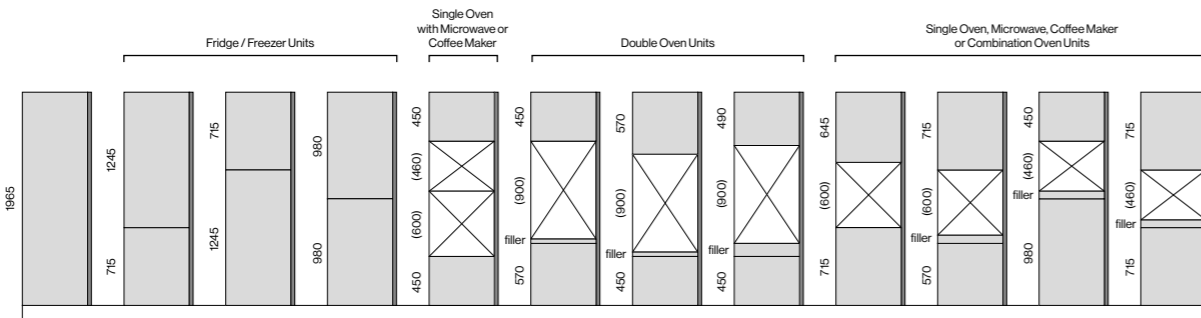 Single Oven
with Microwave or
Coffee Maker
Fridge / Freezer Units
Double Oven Units
Single Oven, Microwave, Coffee Maker
or Combination Oven Units
1965
1245
715
715
1245
980
980
450
(460)
(600)
450
450
(900)
filler
570
570
(900)
filler
450
490
(900)
filler
450
645
(600)
715
715
(600)
filler
570
450
(460)
filler
980
715
(460)
filler
715